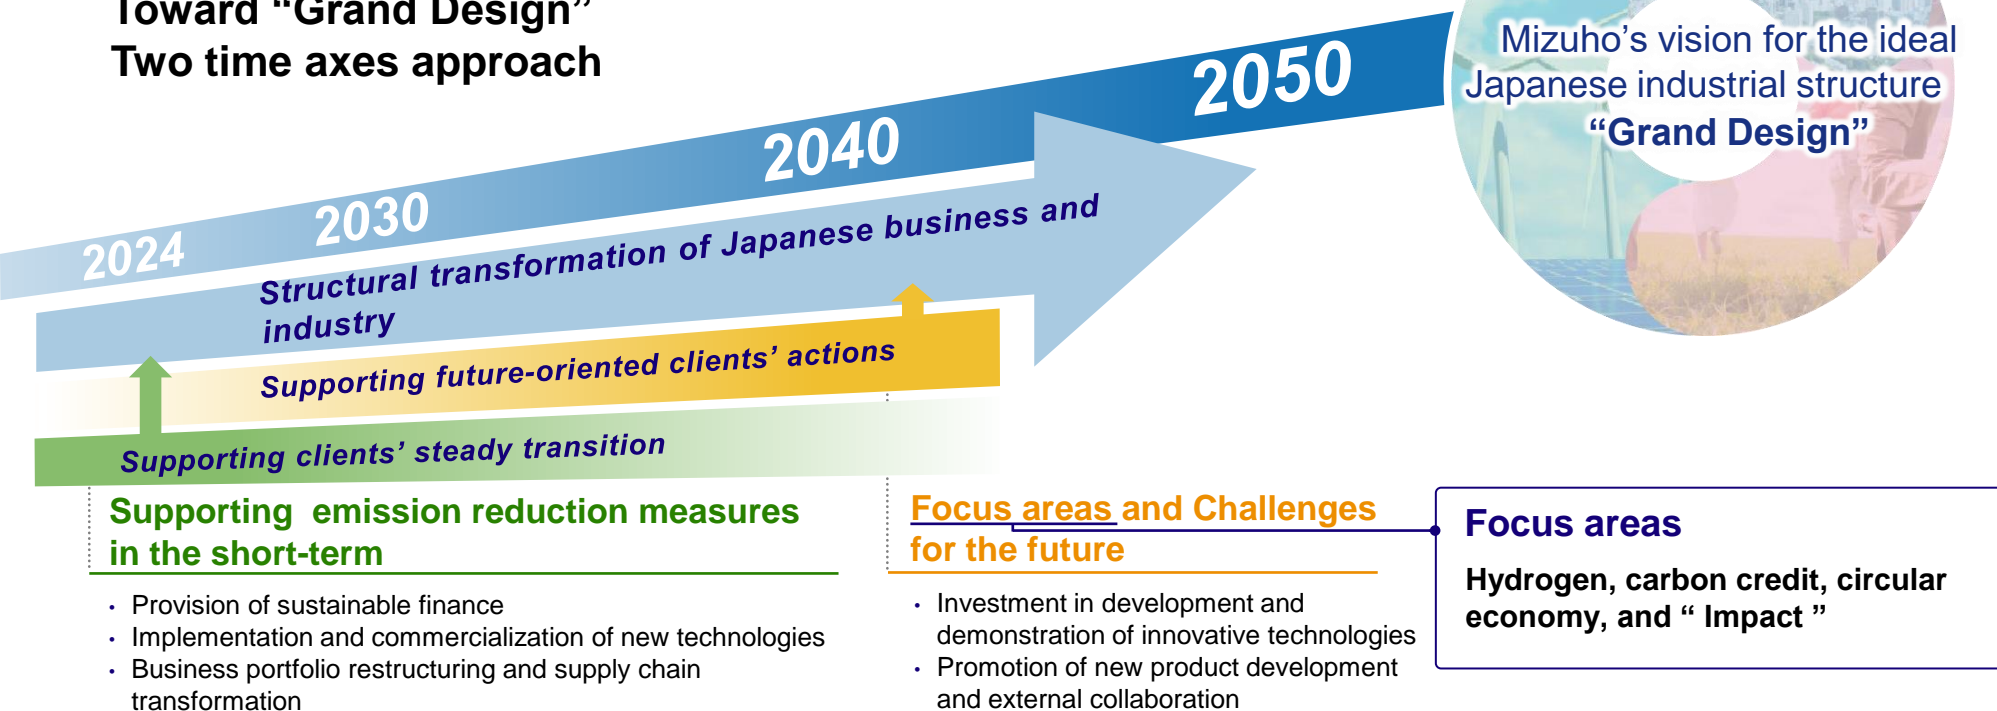 Toward “Grand Design”
Two time axes approach
Mizuho’s vision for the ideal
Japanese industrial structure
“Grand Design”
2024
2030
2040
2050
Structural transformation of Japanese business and
industry
Supporting future-oriented clients’ actions
Supporting clients’ steady transition
Supporting emission reduction measures
in the short-term
• Provision of sustainable finance
• Implementation and commercialization of new technologies
• Business portfolio restructuring and supply chain
transformation
Focus areas and Challenges
for the future
• Investment in development and
demonstration of innovative technologies
• Promotion of new product development
and external collaboration
Focus areas
Hydrogen, carbon credit, circular
economy, and “ Impact ”